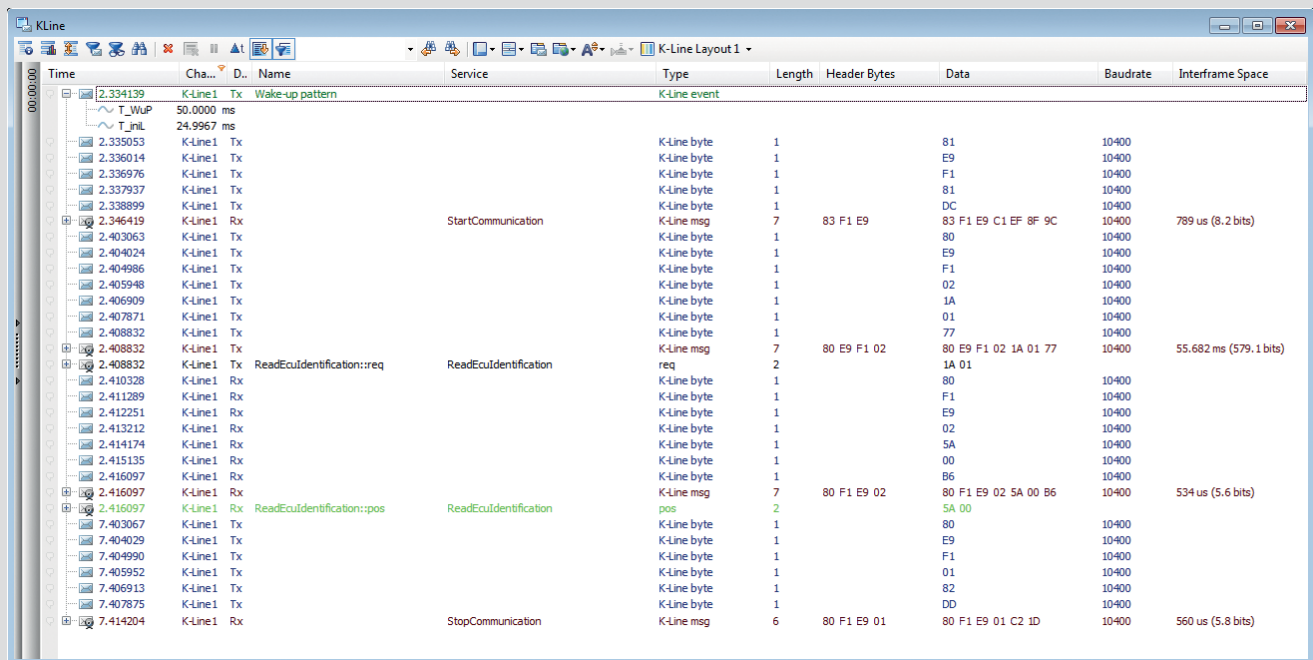 KLine
K-Line Layout 1
00:00:00
Time Cha... D.. Name Service Type Length Header Bytes Data Baudrate Interframe Space
2.334139 K-Line1 Tx Wake-up pattern K-Line event
T_WuP 50.0000 ms
T_iniL 24.9967 ms
2.335053 K-Line1 Tx K-Line byte 1 81 10400
2.336014 K-Line1 Tx K-Line byte 1 E9 10400
2.336976 K-Line1 Tx K-Line byte 1 F1 10400
2.337937 K-Line1 Tx K-Line byte 1 81 10400
2.338899 K-Line1 Tx K-Line byte 1 DC 10400
2.346419 K-Line1 Rx StartCommunication K-Line msg 7 83 F1 E9 83 F1 E9 C1 EF 8F 9C 10400 789 us (8.2 bits)
2.403063 K-Line1 Tx K-Line byte 1 80 10400
2.404024 K-Line1 Tx K-Line byte 1 E9 10400
2.404986 K-Line1 Tx K-Line byte 1 F1 10400
2.405948 K-Line1 Tx K-Line byte 1 02 10400
2.406909 K-Line1 Tx K-Line byte 1 1A 10400
2.407871 K-Line1 Tx K-Line byte 1 01 10400
2.408832 K-Line1 Tx K-Line byte 1 77 10400
2.408832 K-Line1 Tx K-Line msg 7 80 E9 F1 02 80 E9 F1 02 1A 01 77 10400 55.682 ms (579.1 bits)
2.408832 K-Line1 Tx ReadEcuIdentification::req ReadEcuIdentification req 2 1A 01
2.410328 K-Line1 Rx K-Line byte 1 80 10400
2.411289 K-Line1 Rx K-Line byte 1 F1 10400
2.412251 K-Line1 Rx K-Line byte 1 E9 10400
2.413212 K-Line1 Rx K-Line byte 1 02 10400
2.414174 K-Line1 Rx K-Line byte 1 5A 10400
2.415135 K-Line1 Rx K-Line byte 1 00 10400
2.416097 K-Line1 Rx K-Line byte 1 B6 10400
2.416097 K-Line1 Rx K-Line msg 7 80 F1 E9 02 80 F1 E9 02 5A 00 B6 10400 534 us (5.6 bits)
2.416097 K-Line1 Rx ReadEcuIdentification::pos ReadEcuIdentification pos 2 5A 00
7.403067 K-Line1 Tx K-Line byte 1 80 10400
7.404029 K-Line1 Tx K-Line byte 1 E9 10400
7.404990 K-Line1 Tx K-Line byte 1 F1 10400
7.405952 K-Line1 Tx K-Line byte 1 01 10400
7.406913 K-Line1 Tx K-Line byte 1 82 10400
7.407875 K-Line1 Tx K-Line byte 1 DD 10400
7.414204 K-Line1 Rx StopCommunication K-Line msg 6 80 F1 E9 01 80 F1 E9 01 C2 1D 10400 560 us (5.8 bits)